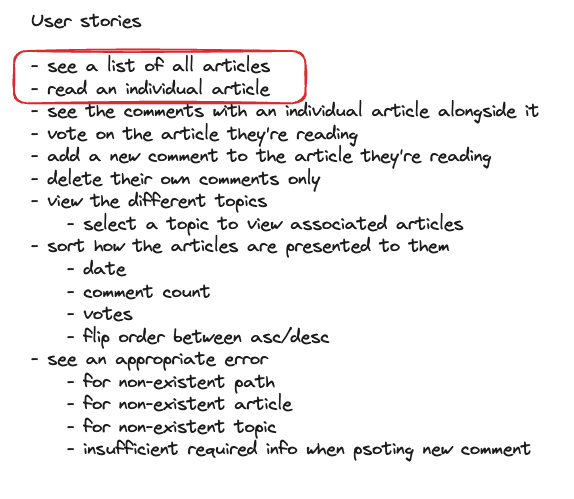 User stories
- see a list of all articles
- read an individual article
- see the comments with an individual article alongside it
- vote on the article they're reading
- add a new comment to the article they're reading
- delete their own comments only
- view the different topics
- select a topic to view associated articles
- sort how the articles are presented to them
- date
- comment count
- votes
- flip order between asc/desc
- see an appropriate error
- for non-existent path
- for non-existent article
- for non-existent topic
- insufficient required info when psoting new comment